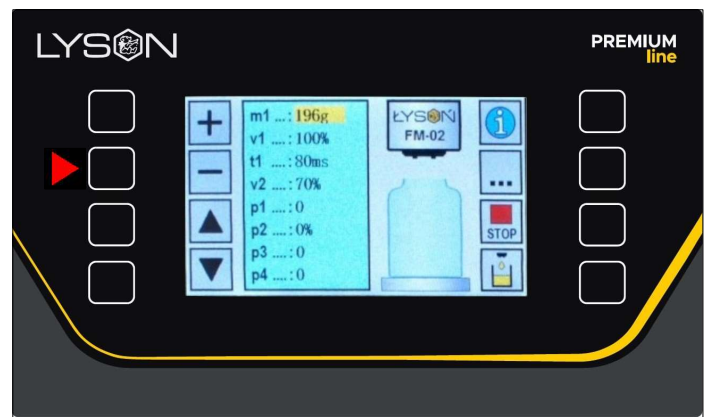 LYSON
PREMIUM
line
+
m1 ...: 196g
v1 ....: 100%
t1 ....: 80ms
v2 ....: 70%
p1 ....: 0
p2 ....: 0%
p3 ....: 0
p4 ....: 0
−
ŁYSOŃ
FM-02
i
...
STOP